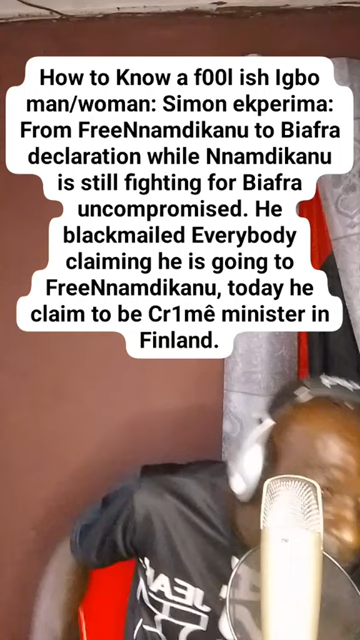 How to Know a f00l ish Igbo
man/woman: Simon ekperima:
From FreeNnamdikanu to Biafra
declaration while Nnamdikanu
is still fighting for Biafra
uncompromised. He
blackmailed Everybody
claiming he is going to
FreeNnamdikanu, today he
claim to be Cr1mê minister in
Finland.